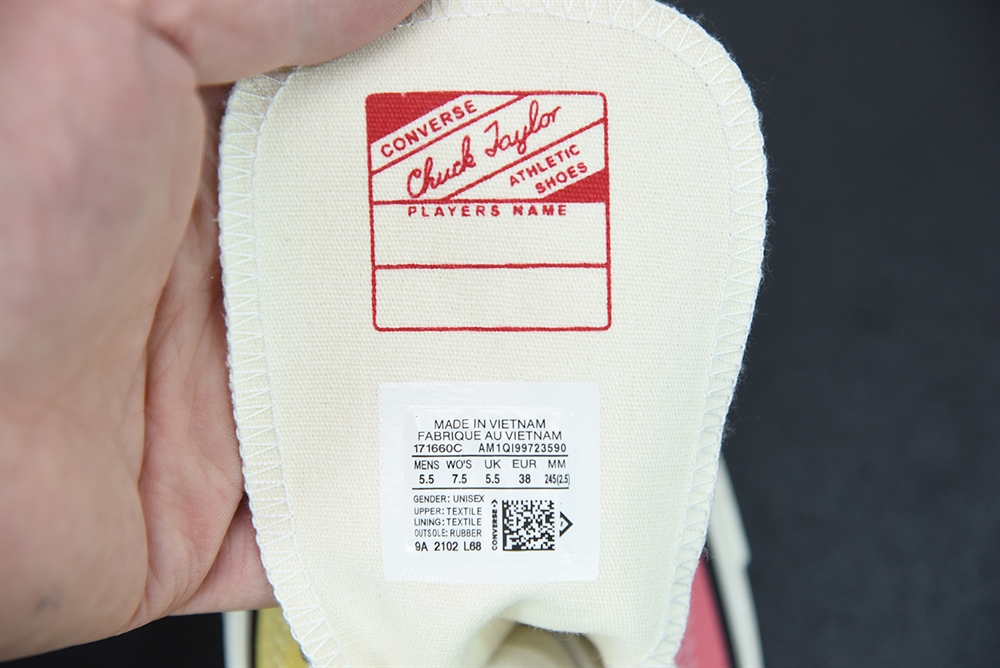 CONVERSE
Chuck Taylor
ATHLETIC
SHOES
PLAYERS NAME
MADE IN VIETNAM
FABRIQUE AU VIETNAM
171660C AM1QI99723590
MENS WO'S UK EUR MM
5.5 7.5 5.5 38 245(2.5)
GENDER: UNISEX
UPPER: TEXTILE
LINING: TEXTILE
OUTSOLE: RUBBER
9A 2102 L68
CONVERSE